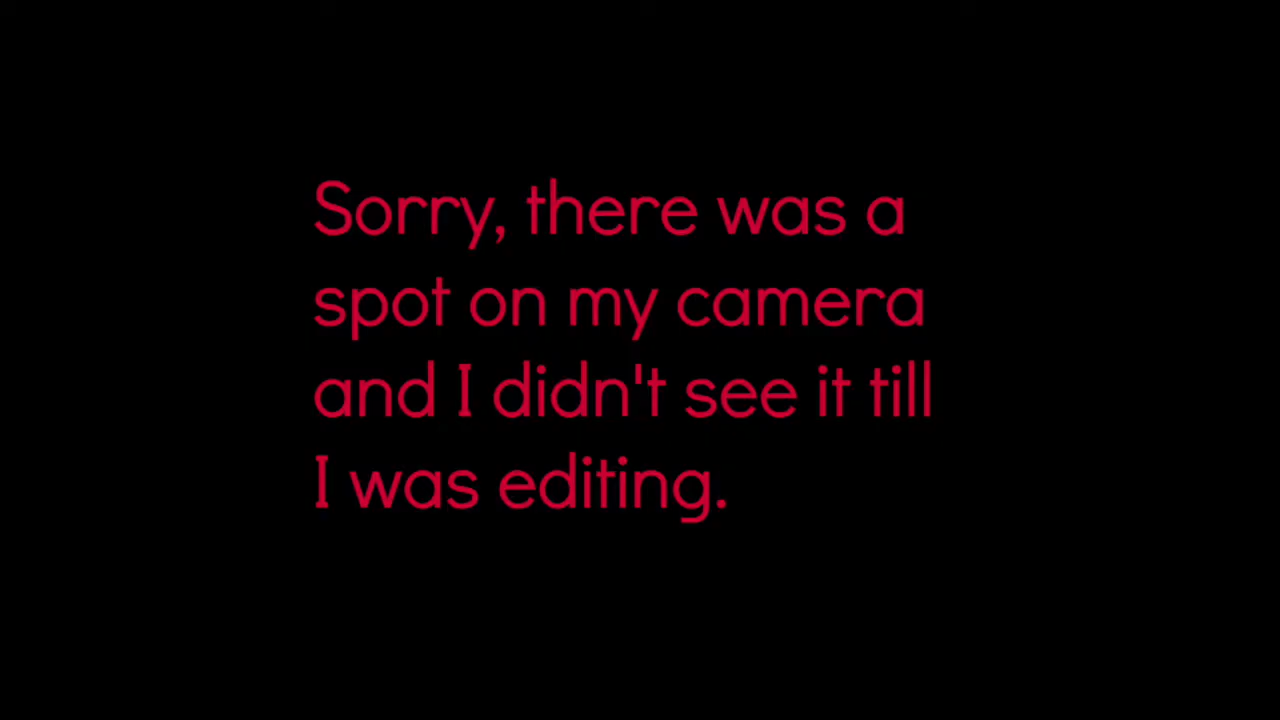 Sorry, there was a
spot on my camera
and I didn't see it till
I was editing.